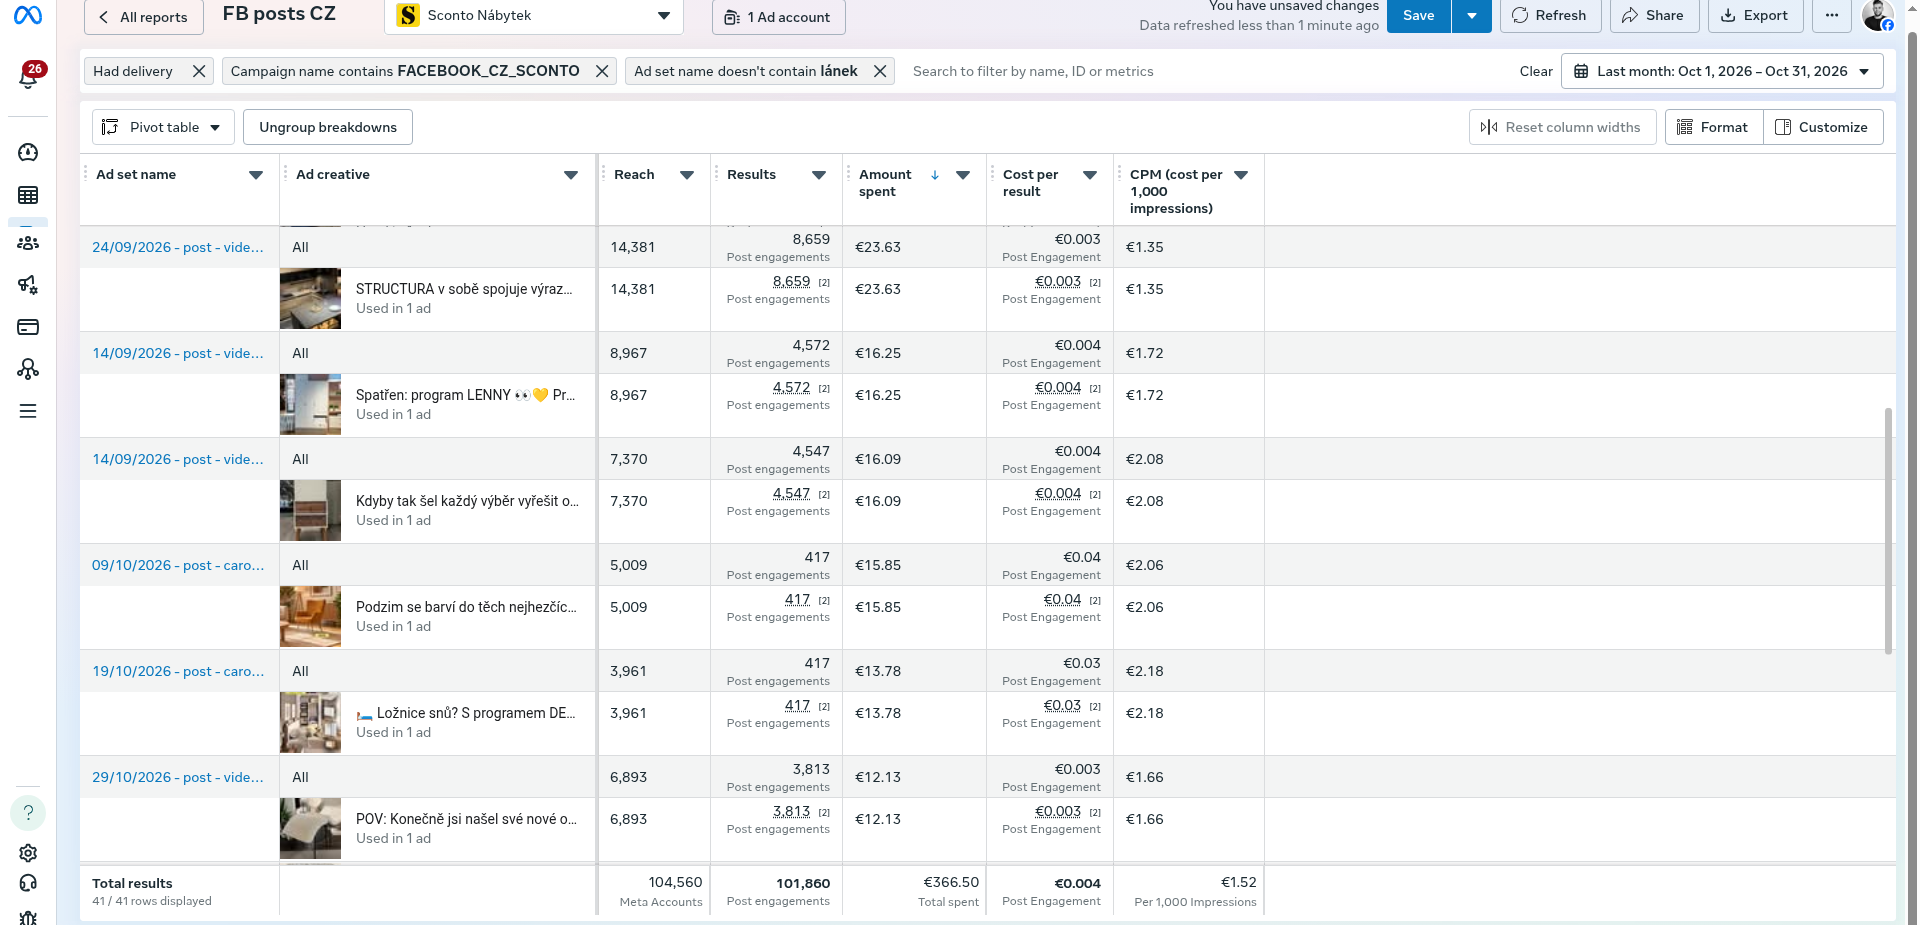 All reports
FB posts CZ
Sconto Nábytek
1 Ad account
You have unsaved changes
Data refreshed less than 1 minute ago
Save
Refresh
Share
Export
26
Had delivery
Campaign name contains FACEBOOK_CZ_SCONTO
Ad set name doesn't contain lánek
Search to filter by name, ID or metrics
Clear
Last month: Oct 1, 2026 – Oct 31, 2026
Pivot table
Ungroup breakdowns
Reset column widths
Format
Customize
Ad set name
Ad creative
Reach
Results
Amount spent
Cost per result
CPM (cost per 1,000 impressions)
24/09/2026 - post - vide... All 14,381 8,659 €23.63 €0.003 €1.35
Post engagements Post Engagement
STRUCTURA v sobě spojuje výraz... 14,381 8,659 [2] €23.63 €0.003 [2] €1.35
Used in 1 ad Post engagements Post Engagement
14/09/2026 - post - vide... All 8,967 4,572 €16.25 €0.004 €1.72
Post engagements Post Engagement
Spatřen: program LENNY 👀💛 Pr... 8,967 4,572 [2] €16.25 €0.004 [2] €1.72
Used in 1 ad Post engagements Post Engagement
14/09/2026 - post - vide... All 7,370 4,547 €16.09 €0.004 €2.08
Post engagements Post Engagement
Kdyby tak šel každý výběr vyřešit o... 7,370 4,547 [2] €16.09 €0.004 [2] €2.08
Used in 1 ad Post engagements Post Engagement
09/10/2026 - post - caro... All 5,009 417 €15.85 €0.04 €2.06
Post engagements Post Engagement
Podzim se barví do těch nejhezčíc... 5,009 417 [2] €15.85 €0.04 [2] €2.06
Used in 1 ad Post engagements Post Engagement
19/10/2026 - post - caro... All 3,961 417 €13.78 €0.03 €2.18
Post engagements Post Engagement
🛏️ Ložnice snů? S programem DE... 3,961 417 [2] €13.78 €0.03 [2] €2.18
Used in 1 ad Post engagements Post Engagement
29/10/2026 - post - vide... All 6,893 3,813 €12.13 €0.003 €1.66
Post engagements Post Engagement
POV: Konečně jsi našel své nové o... 6,893 3,813 [2] €12.13 €0.003 [2] €1.66
Used in 1 ad Post engagements Post Engagement
Total results 104,560 101,860 €366.50 €0.004 €1.52
41 / 41 rows displayed Meta Accounts Post engagements Total spent Post Engagement Per 1,000 Impressions